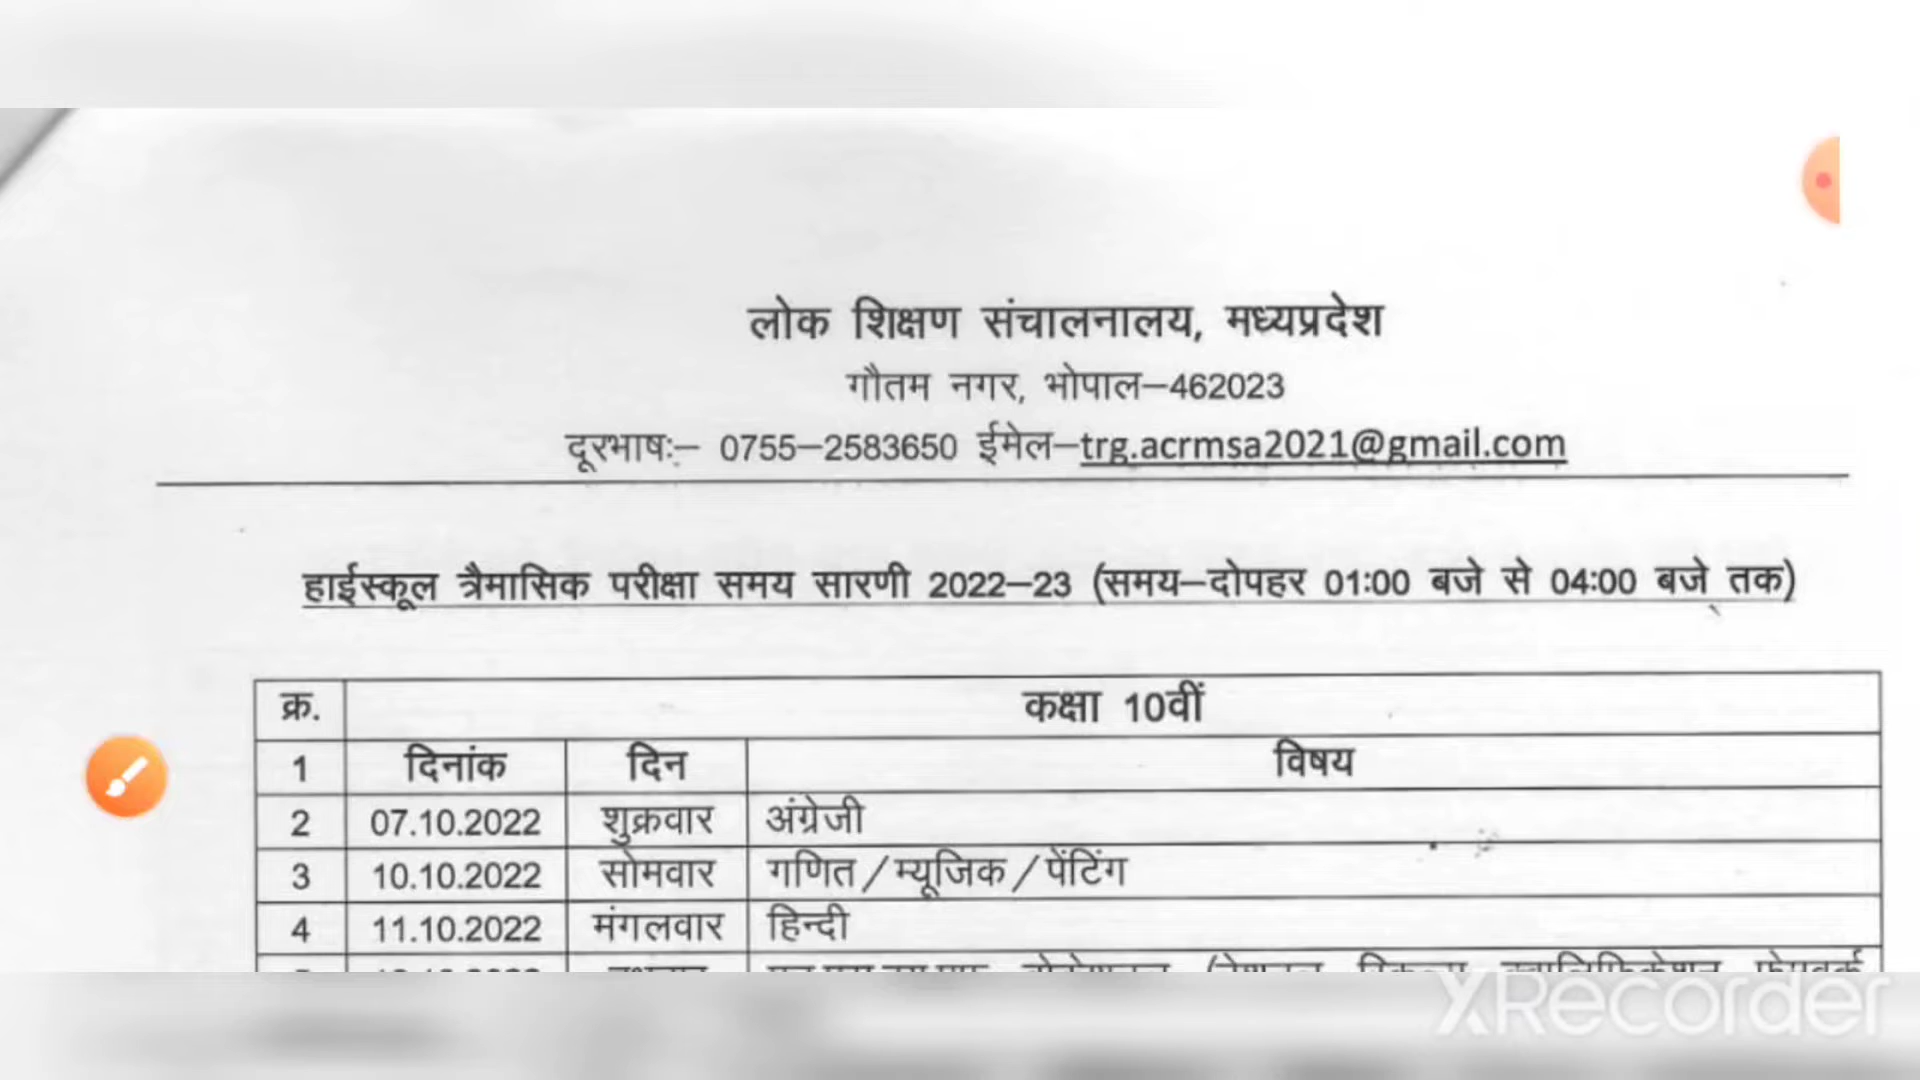 लोक शिक्षण संचालनालय, मध्यप्रदेश
गौतम नगर, भोपाल–462023
दूरभाषः– 0755–2583650 ईमेल–trg.acrmsa2021@gmail.com
हाईस्कूल त्रैमासिक परीक्षा समय सारणी 2022–23 (समय–दोपहर 01:00 बजे से 04:00 बजे तक)
क्र. कक्षा 10वीं
1 दिनांक दिन विषय
2 07.10.2022 शुक्रवार अंग्रेजी
3 10.10.2022 सोमवार गणित/म्यूजिक/पेंटिंग
4 11.10.2022 मंगलवार हिन्दी
XRecorder